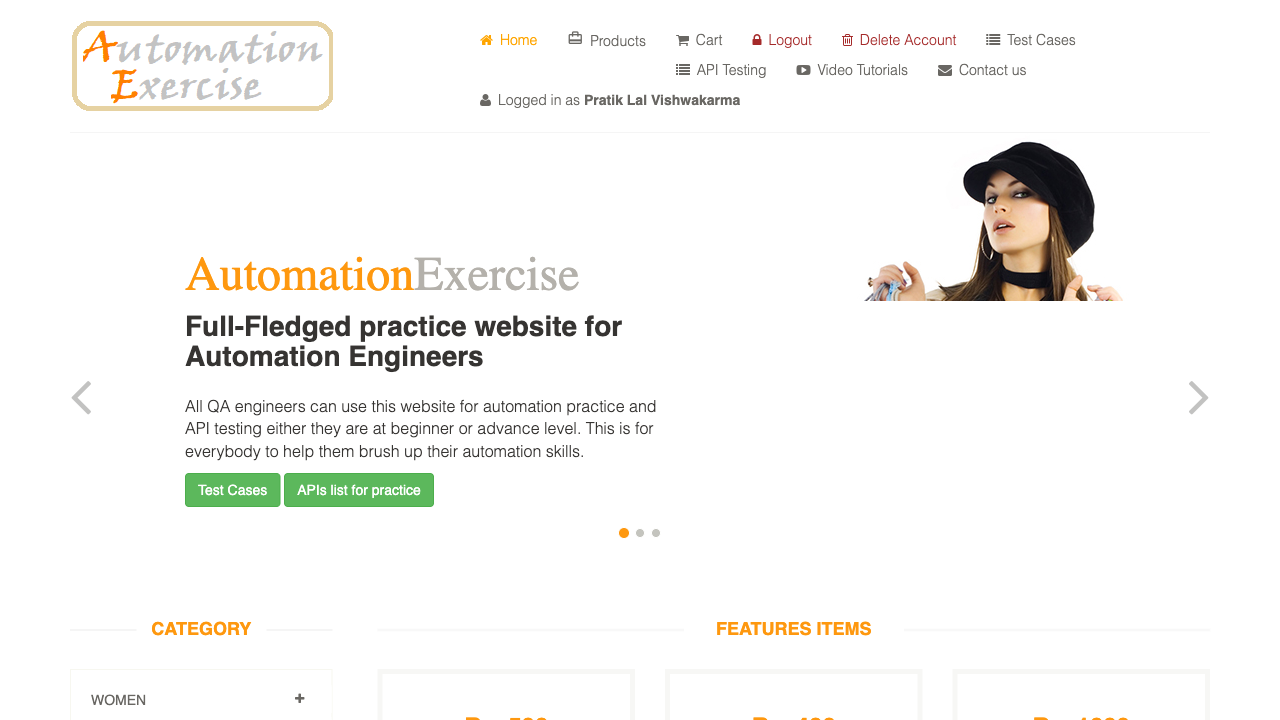 Automation
Exercise
Home Products Cart Logout Delete Account Test Cases
API Testing Video Tutorials Contact us
Logged in as Pratik Lal Vishwakarma
AutomationExercise
Full-Fledged practice website for
Automation Engineers
All QA engineers can use this website for automation practice and
API testing either they are at beginner or advance level. This is for
everybody to help them brush up their automation skills.
Test Cases APIs list for practice
CATEGORY
FEATURES ITEMS
WOMEN